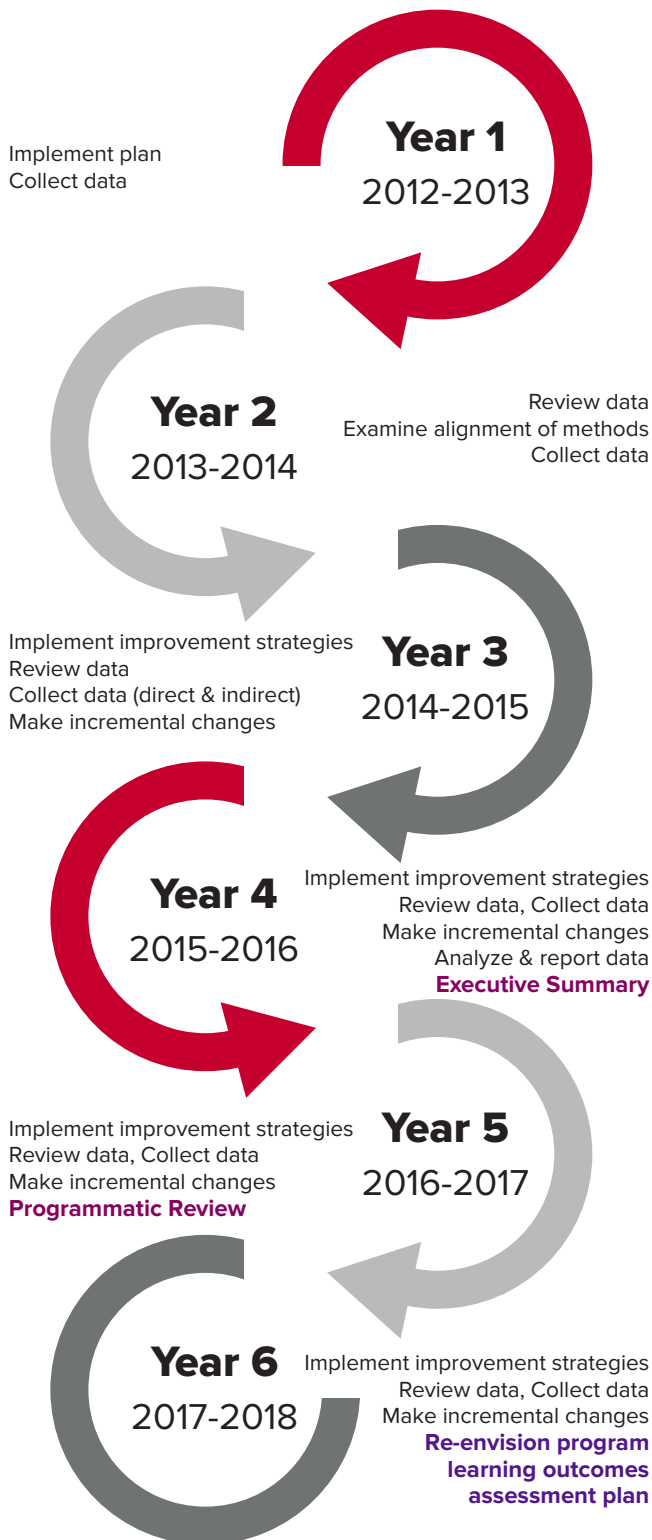 Year 1
2012-2013
Implement plan
Collect data
Year 2
2013-2014
Review data
Examine alignment of methods
Collect data
Year 3
2014-2015
Implement improvement strategies
Review data
Collect data (direct & indirect)
Make incremental changes
Year 4
2015-2016
Implement improvement strategies
Review data, Collect data
Make incremental changes
Analyze & report data
Executive Summary
Year 5
2016-2017
Implement improvement strategies
Review data, Collect data
Make incremental changes
Programmatic Review
Year 6
2017-2018
Implement improvement strategies
Review data, Collect data
Make incremental changes
Re-envision program
learning outcomes
assessment plan